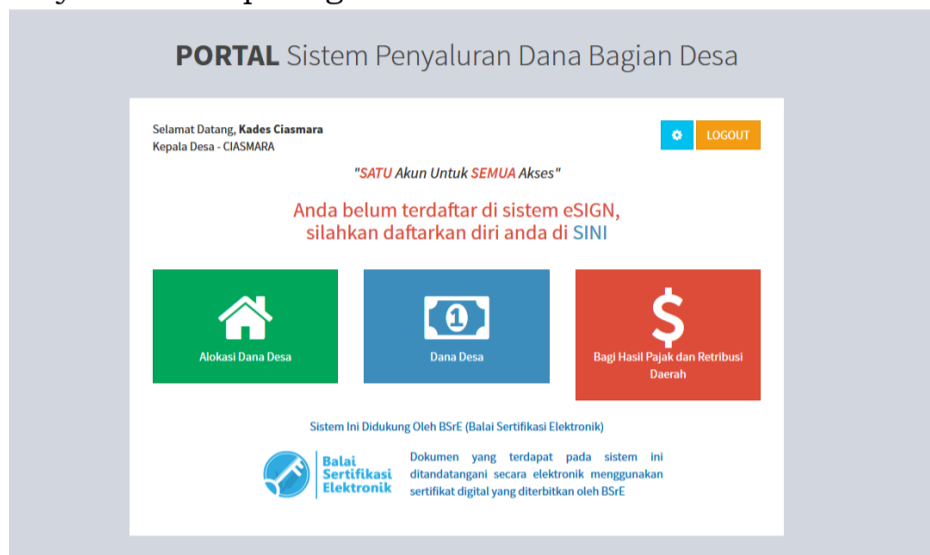 PORTAL Sistem Penyaluran Dana Bagian Desa
Selamat Datang, Kades Ciasmara
Kepala Desa - CIASMARA
LOGOUT
"SATU Akun Untuk SEMUA Akses"
Anda belum terdaftar di sistem eSIGN,
silahkan daftarkan diri anda di SINI
1
Alokasi Dana Desa
Dana Desa
Bagi Hasil Pajak dan Retribusi
Daerah
Sistem Ini Didukung Oleh BSrE (Balai Sertifikasi Elektronik)
Balai
Sertifikasi
Elektronik
Dokumen yang terdapat pada sistem ini
ditandatangani secara elektronik menggunakan
sertifikat digital yang diterbitkan oleh BSrE